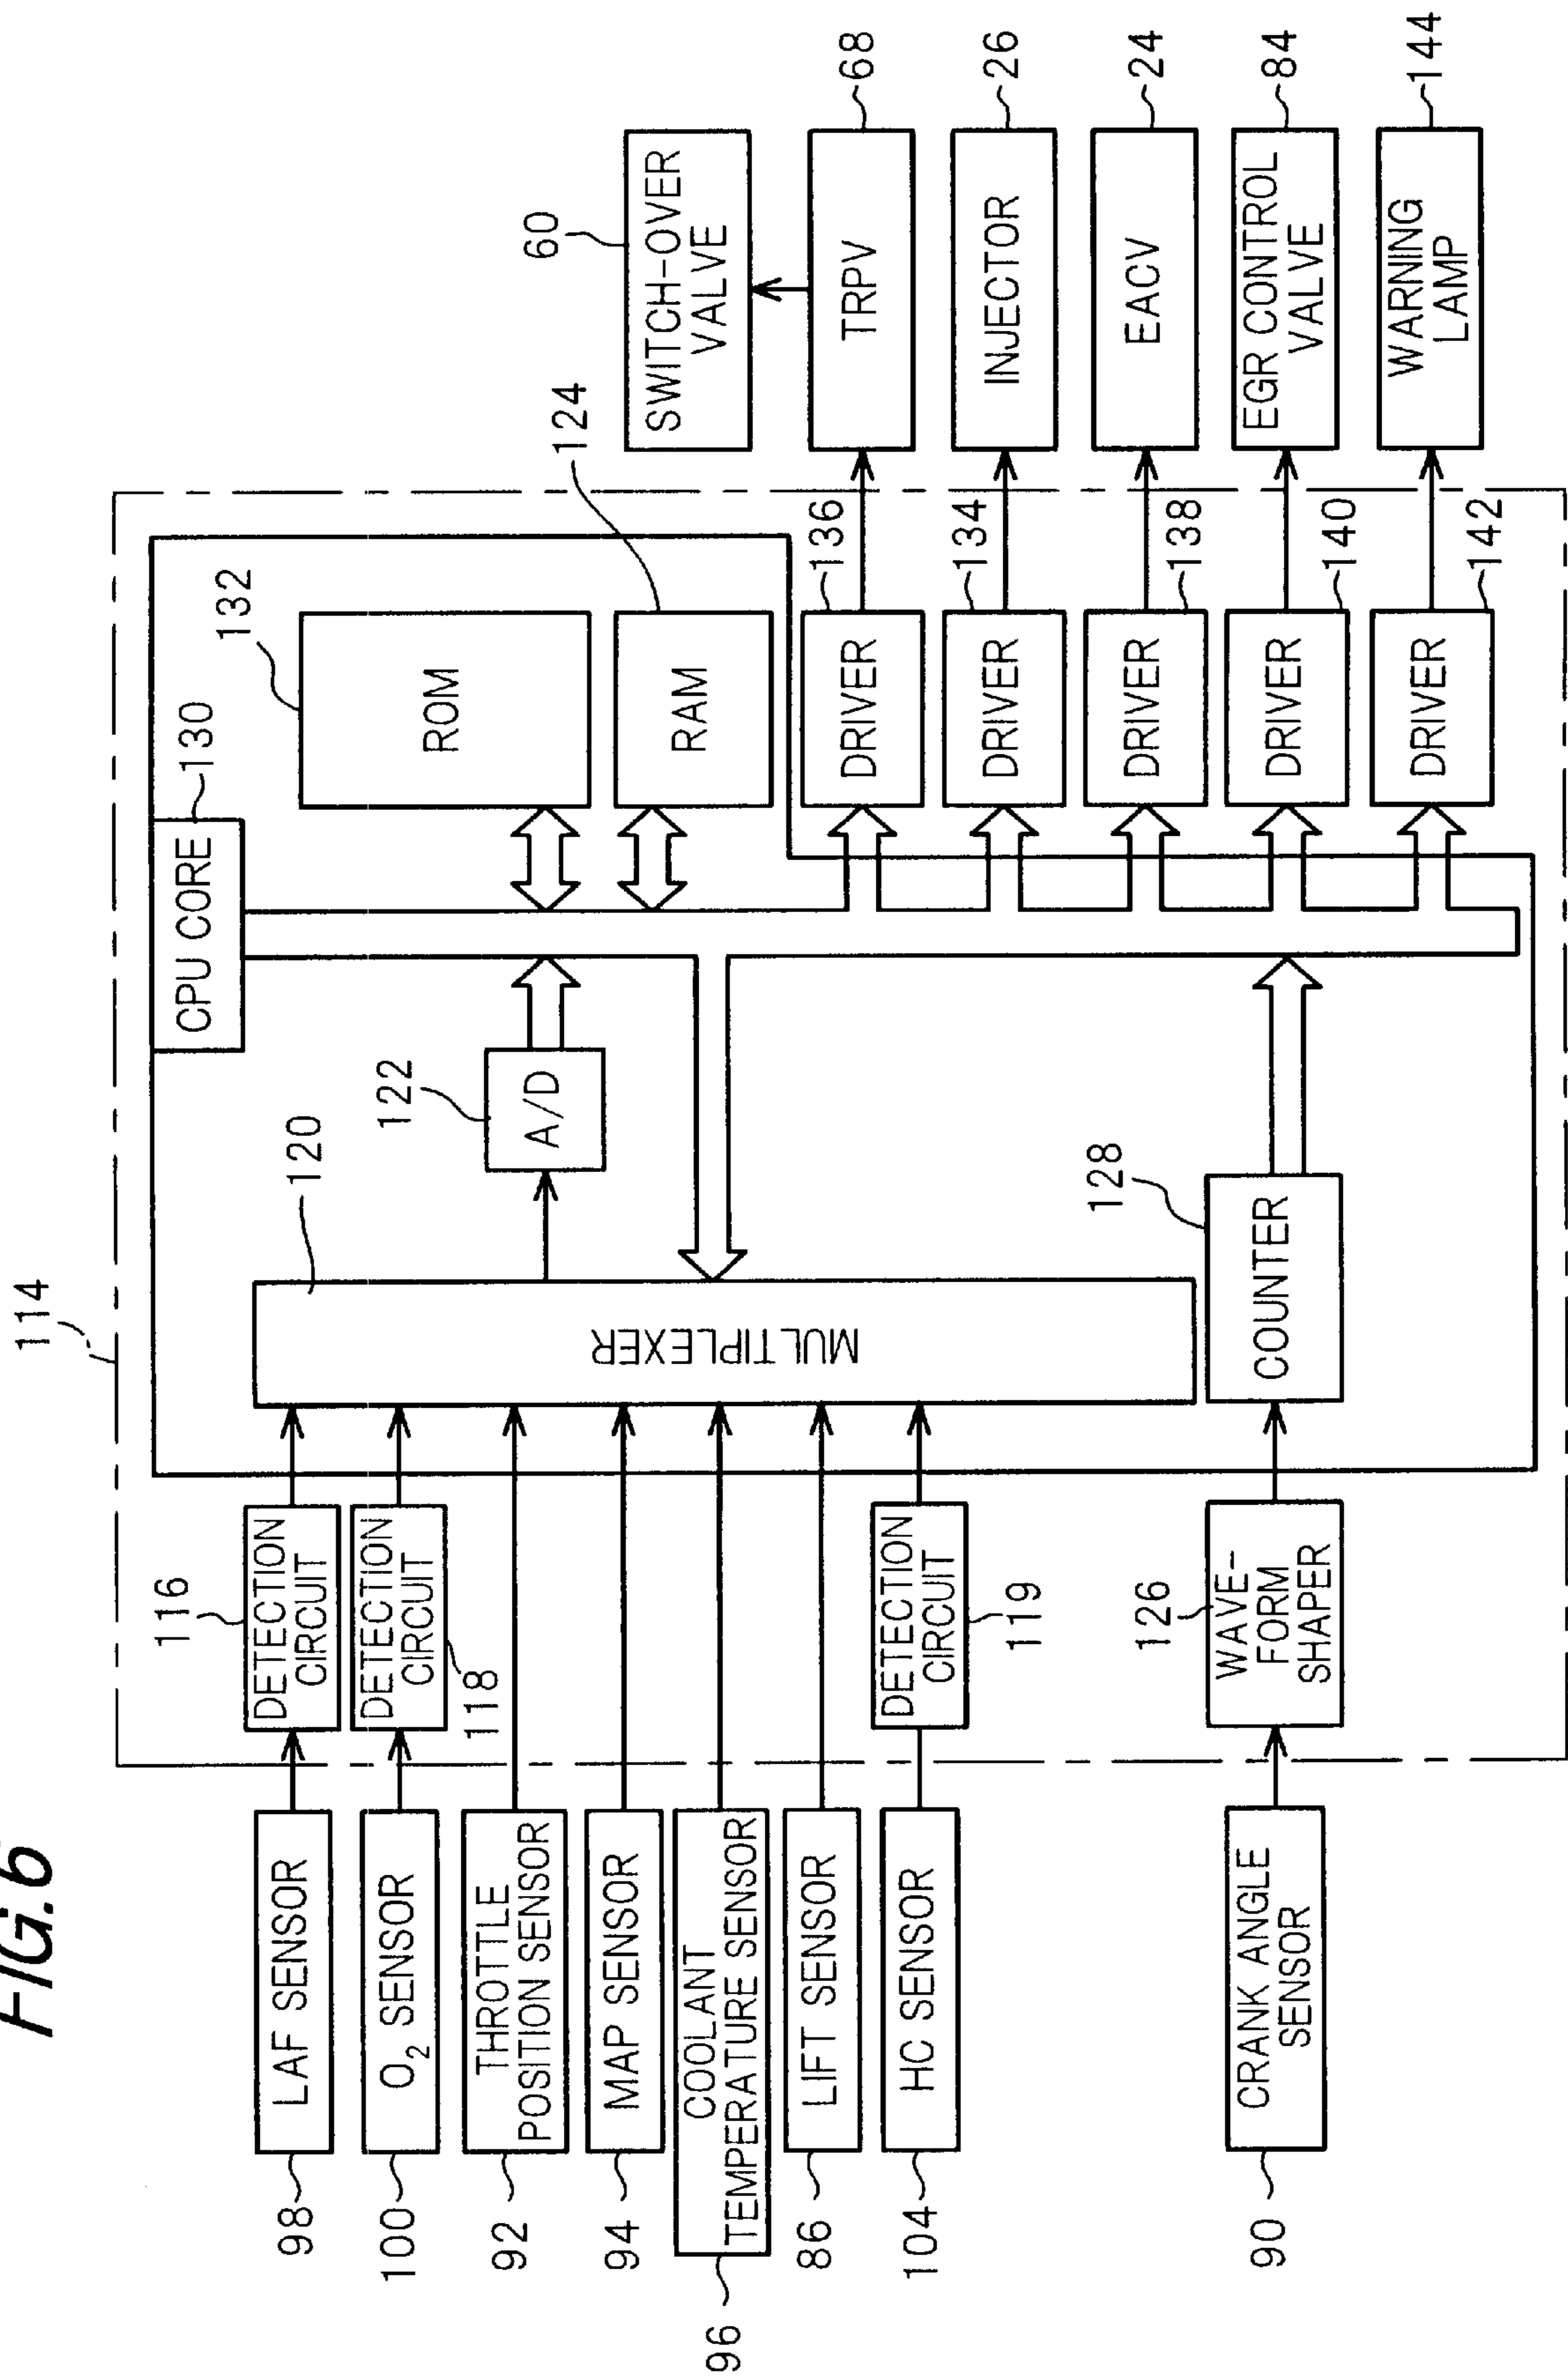 FIG.6
114
LAF SENSOR
98
O2 SENSOR
100
THROTTLE
POSITION SENSOR
92
MAP SENSOR
94
COOLANT
TEMPERATURE SENSOR
96
LIFT SENSOR
86
HC SENSOR
104
CRANK ANGLE
SENSOR
90
116
DETECTION
CIRCUIT
DETECTION
CIRCUIT
118
DETECTION
CIRCUIT
119
126
WAVE-
FORM
SHAPER
120
MULTIPLEXER
122
A/D
128
COUNTER
CPU CORE
130
132
ROM
124
RAM
DRIVER
136
DRIVER
134
DRIVER
138
DRIVER
140
DRIVER
142
60
SWITCH-OVER
VALVE
TRPV
68
INJECTOR
26
EACV
24
EGR CONTROL
VALVE
84
WARNING
LAMP
144